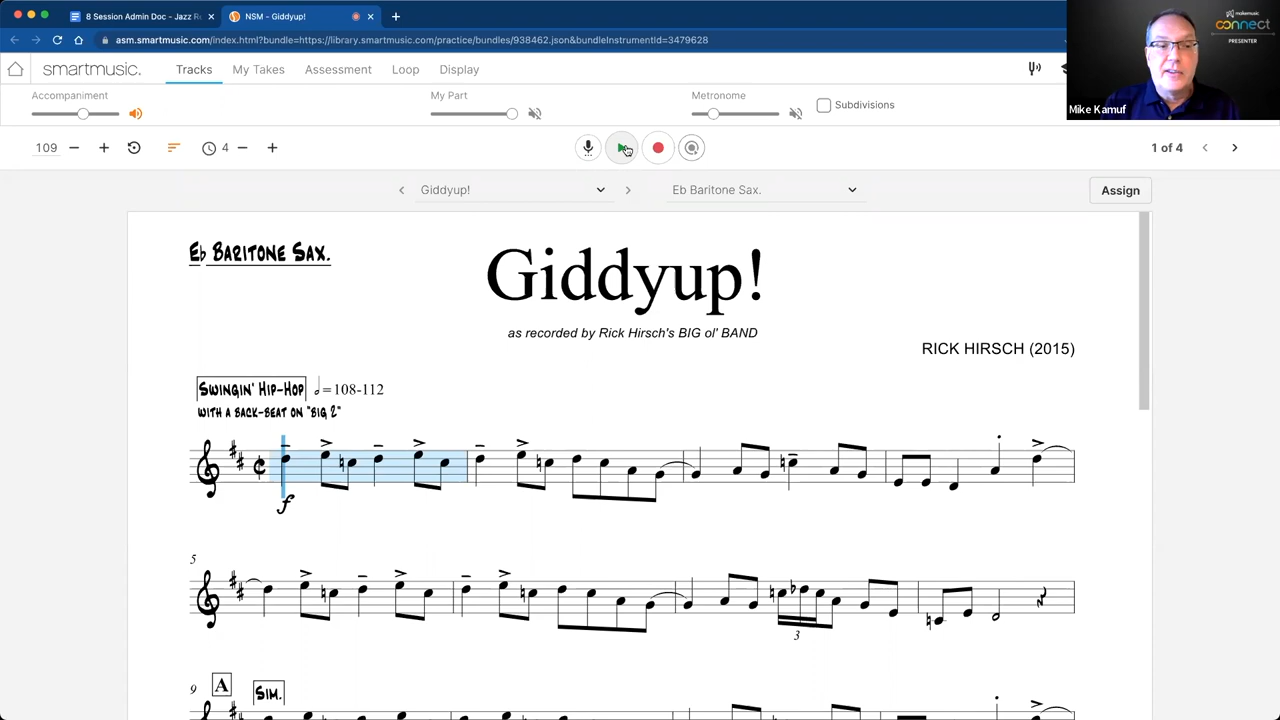 8 Session Admin Doc - Jazz Re
NSM - Giddyup!
asm.smartmusic.com/index.html?bundle=https://library.smartmusic.com/practice/bundles/938462.json&bundleInstrumentId=3479628
makemusic
connect
PRESENTER
Mike Kamuf
smartmusic.
Tracks
My Takes
Assessment
Loop
Display
Accompaniment
My Part
Metronome
Subdivisions
109
4
1 of 4
Giddyup!
Eb Baritone Sax.
Assign
E♭ BARITONE SAX.
Giddyup!
as recorded by Rick Hirsch's BIG ol' BAND
RICK HIRSCH (2015)
SWINGIN' HIP-HOP
=108-112
WITH A BACK-BEAT ON "BIG 2"
f
5
3
9
A
SIM.